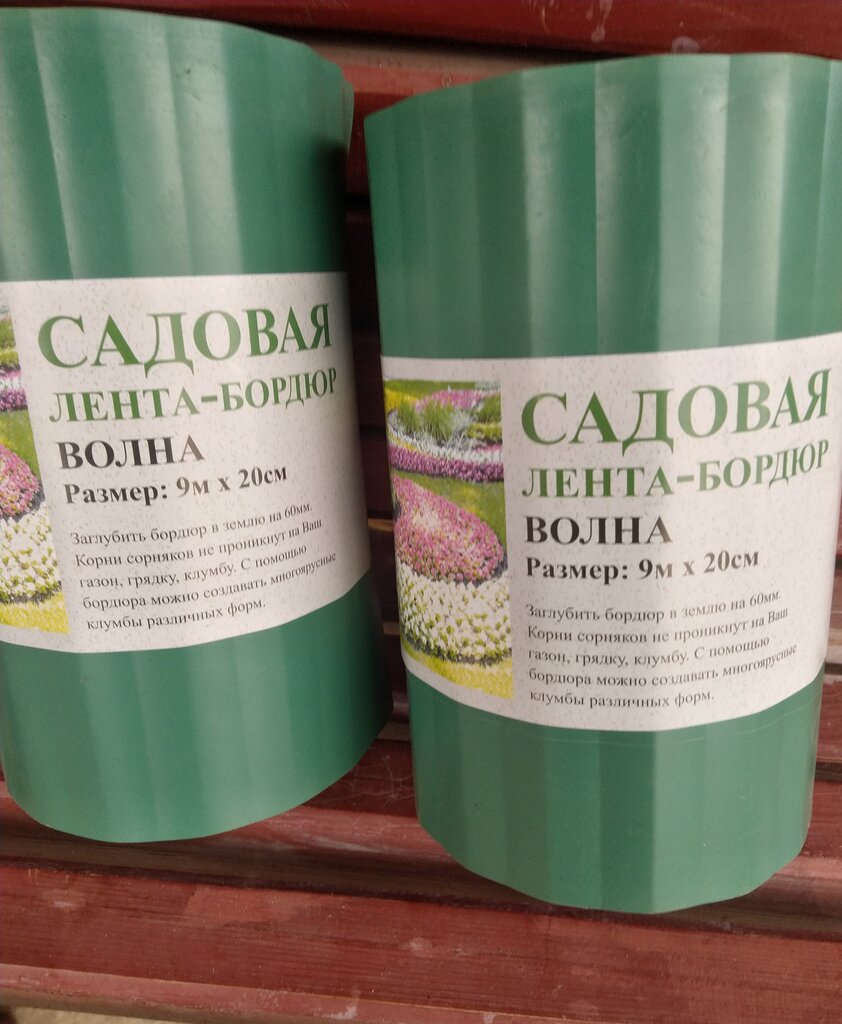 САДОВАЯ
ЛЕНТА-БОРДЮР
ВОЛНА
Размер: 9м х 20см
Заглубить бордюр в землю на 60мм.
Корни сорняков не проникнут на Ваш
газон, грядку, клумбу. С помощью
бордюра можно создавать многоярусные
клумбы различных форм.
САДОВАЯ
ЛЕНТА-БОРДЮР
ВОЛНА
Размер: 9м х 20см
Заглубить бордюр в землю на 60мм.
Корни сорняков не проникнут на Ваш
газон, грядку, клумбу. С помощью
бордюра можно создавать многоярусные
клумбы различных форм.